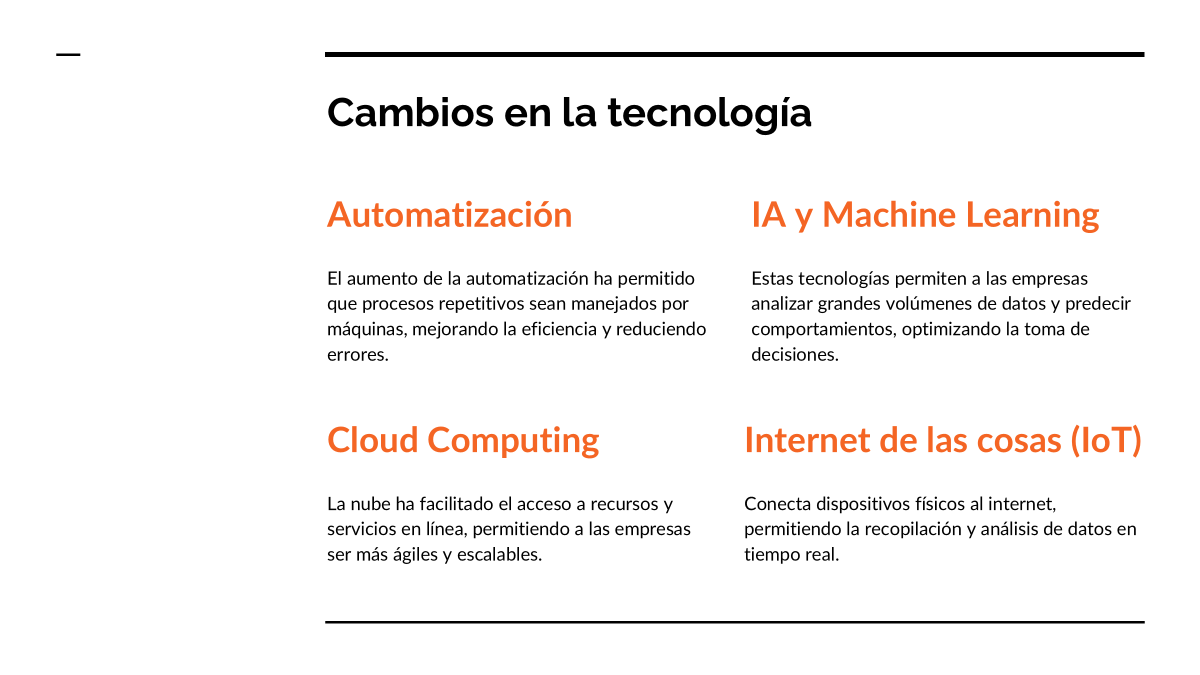 Cambios en la tecnología
Automatización
El aumento de la automatización ha permitido
que procesos repetitivos sean manejados por
máquinas, mejorando la eficiencia y reduciendo
errores.
IA y Machine Learning
Estas tecnologías permiten a las empresas
analizar grandes volúmenes de datos y predecir
comportamientos, optimizando la toma de
decisiones.
Cloud Computing
La nube ha facilitado el acceso a recursos y
servicios en línea, permitiendo a las empresas
ser más ágiles y escalables.
Internet de las cosas (IoT)
Conecta dispositivos físicos al internet,
permitiendo la recopilación y análisis de datos en
tiempo real.